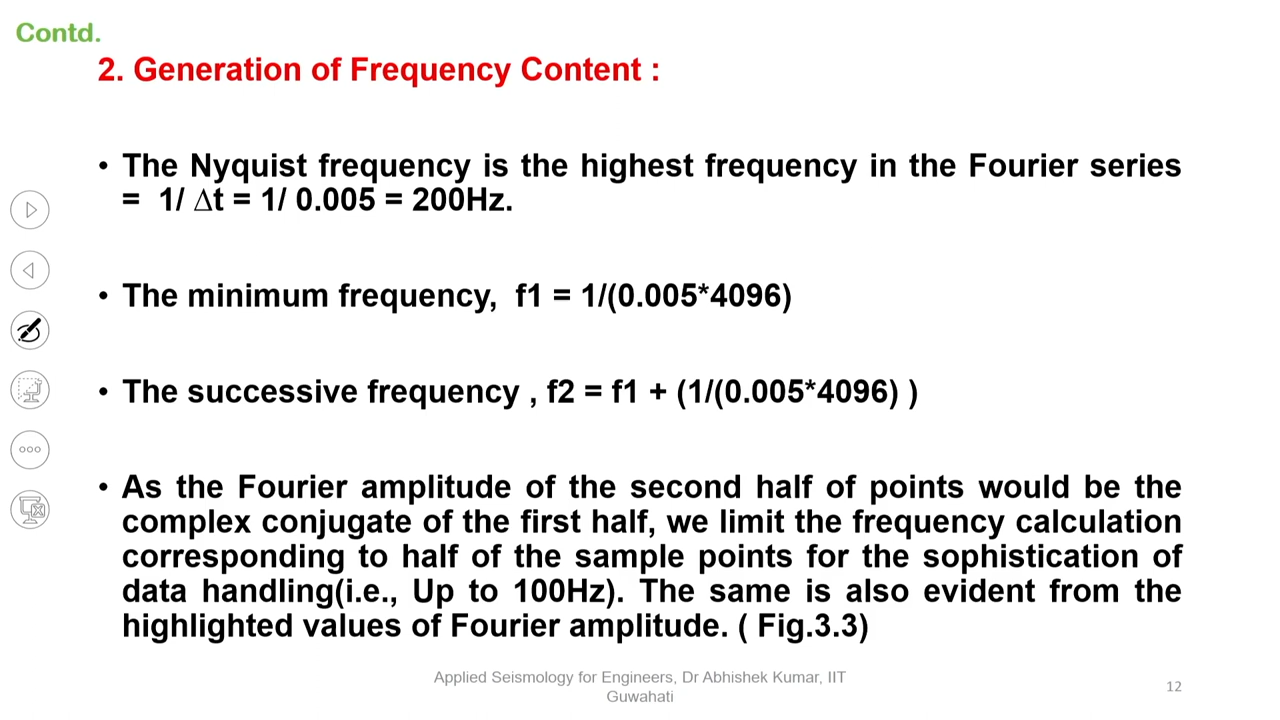 Contd.
2. Generation of Frequency Content :
• The Nyquist frequency is the highest frequency in the Fourier series
= 1/ Δt = 1/ 0.005 = 200Hz.
• The minimum frequency, f1 = 1/(0.005*4096)
• The successive frequency , f2 = f1 + (1/(0.005*4096) )
• As the Fourier amplitude of the second half of points would be the
complex conjugate of the first half, we limit the frequency calculation
corresponding to half of the sample points for the sophistication of
data handling(i.e., Up to 100Hz). The same is also evident from the
highlighted values of Fourier amplitude. ( Fig.3.3)
Applied Seismology for Engineers, Dr Abhishek Kumar, IIT
Guwahati
12